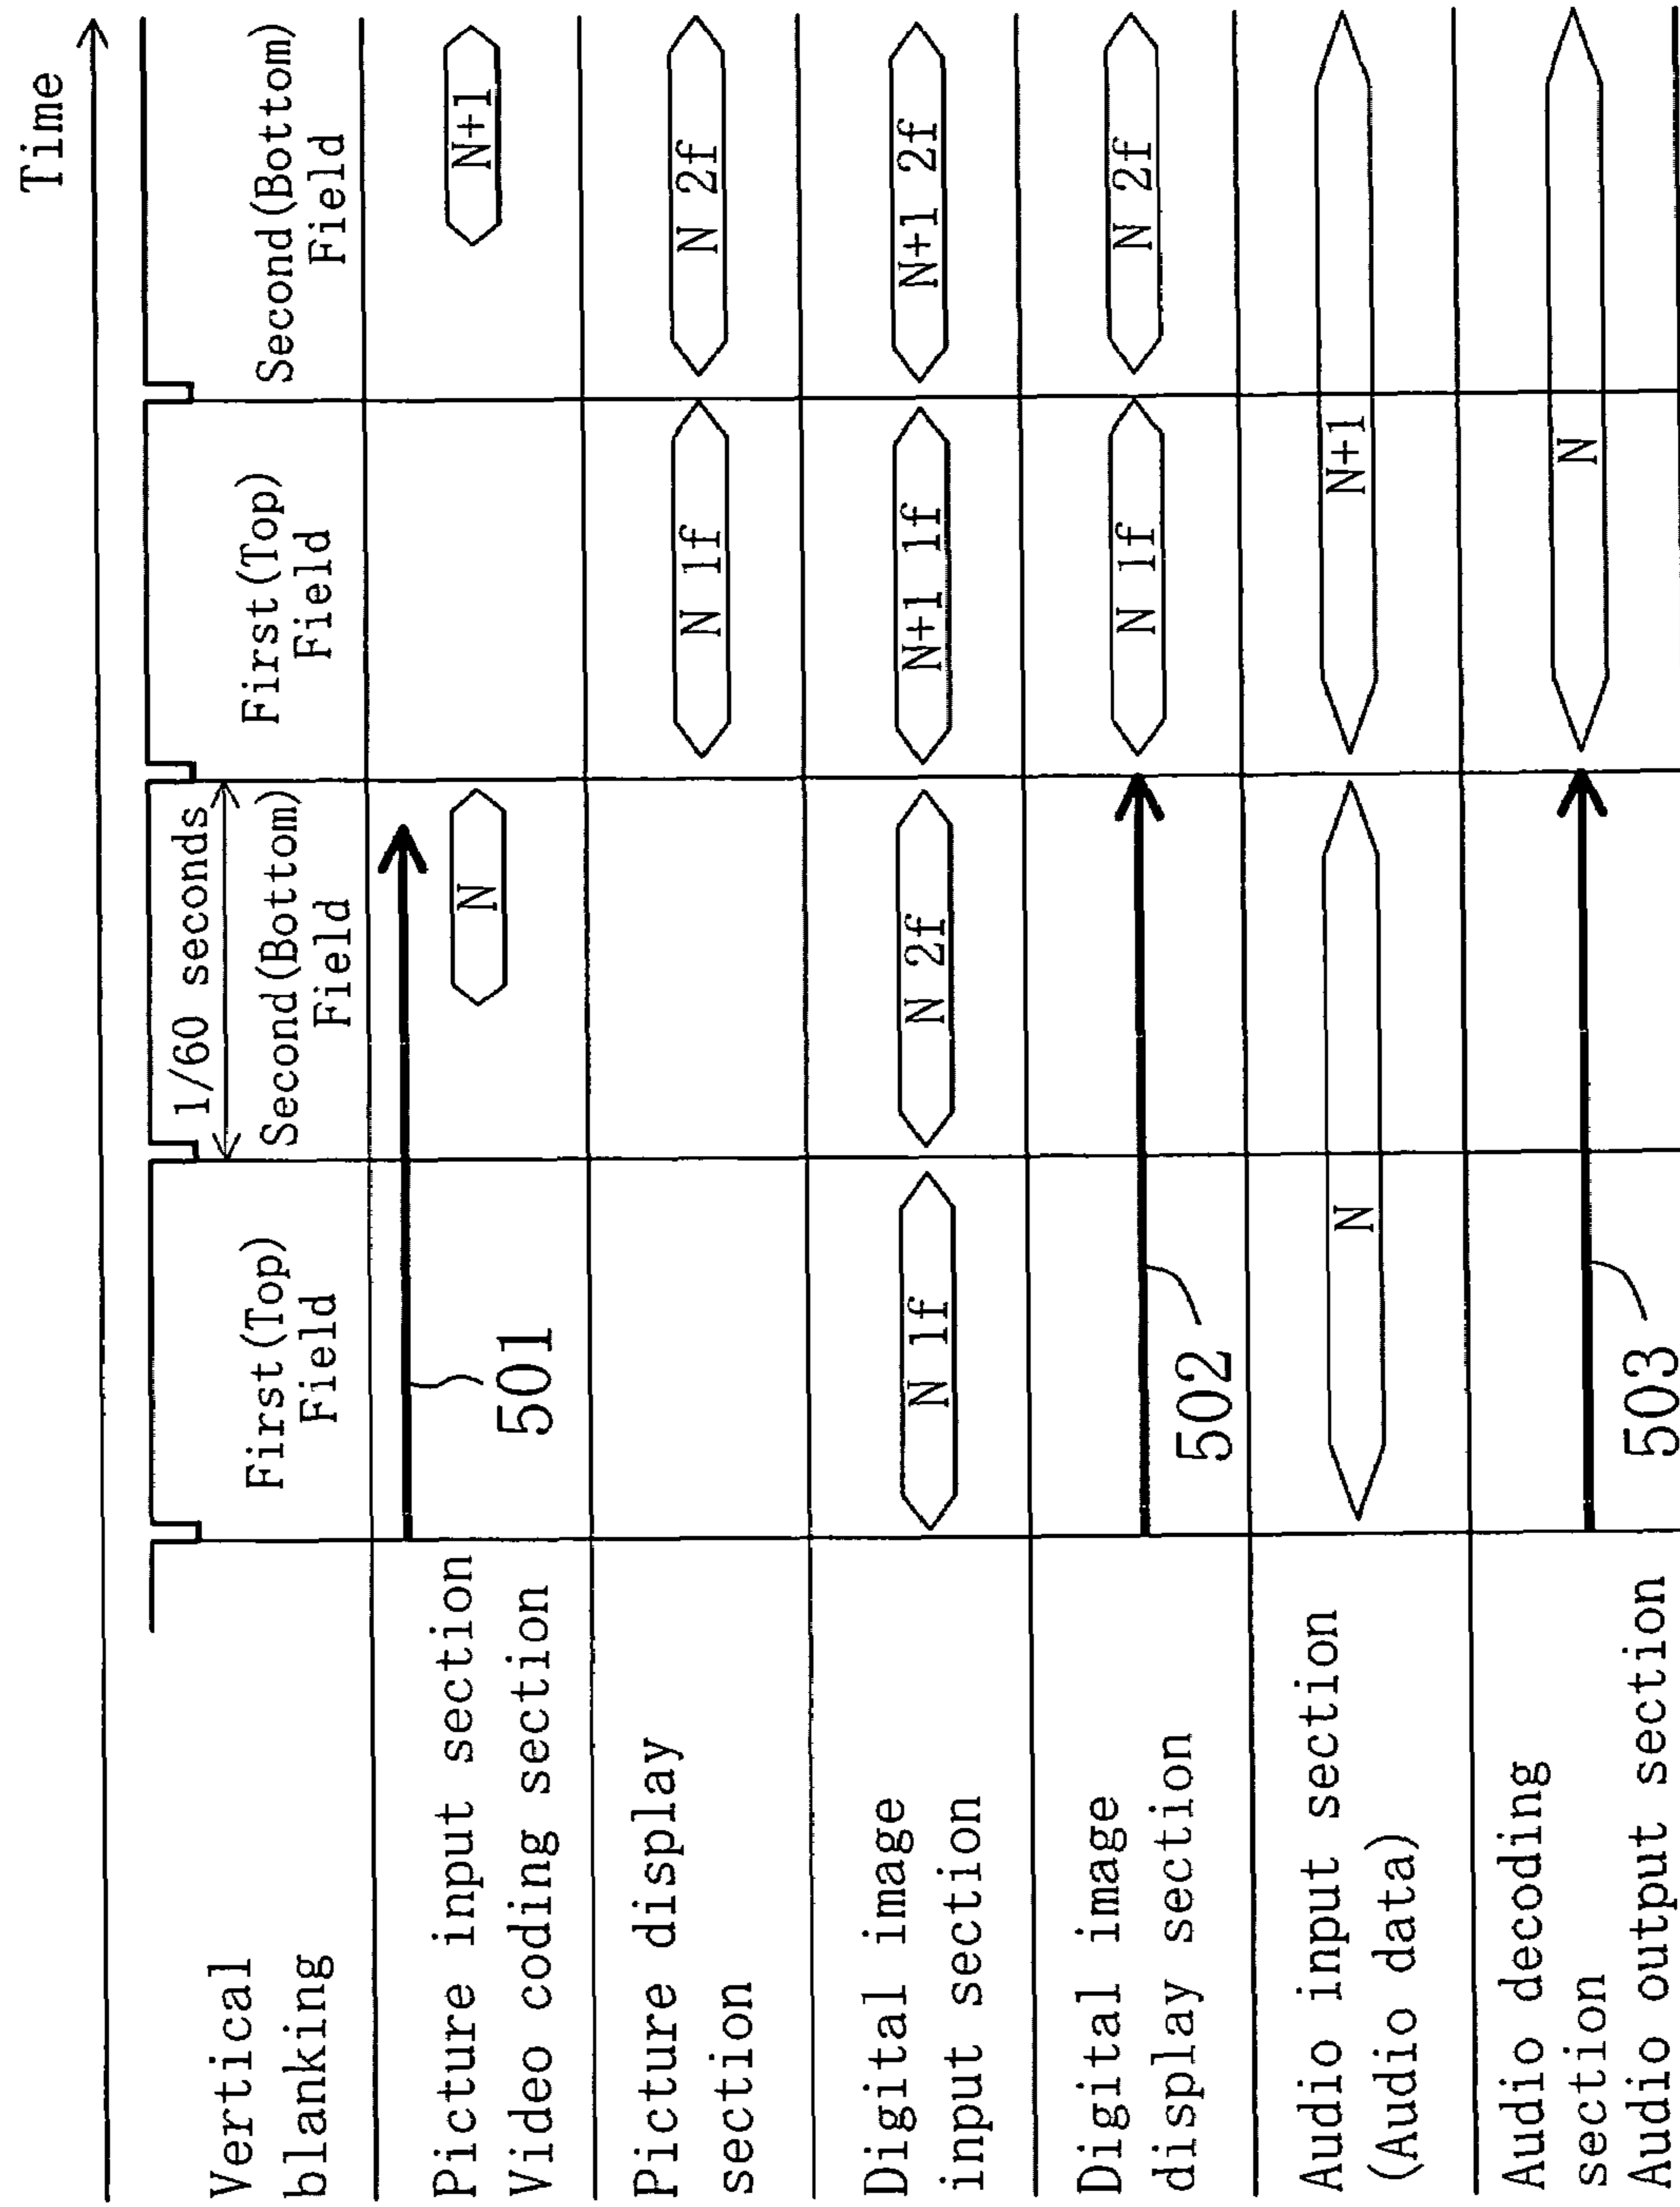 Time
1/60 seconds
Vertical
blanking
First(Top)
Field
Second(Bottom)
Field
First(Top)
Field
Second(Bottom)
Field
Picture input section
Video coding section
501
N
N+1
Picture display
section
N 1f
N 2f
Digital image
input section
N 1f
N 2f
N+1 1f
N+1 2f
Digital image
display section
502
N 1f
N 2f
Audio input section
(Audio data)
N
N+1
Audio decoding
section
Audio output section
503
N